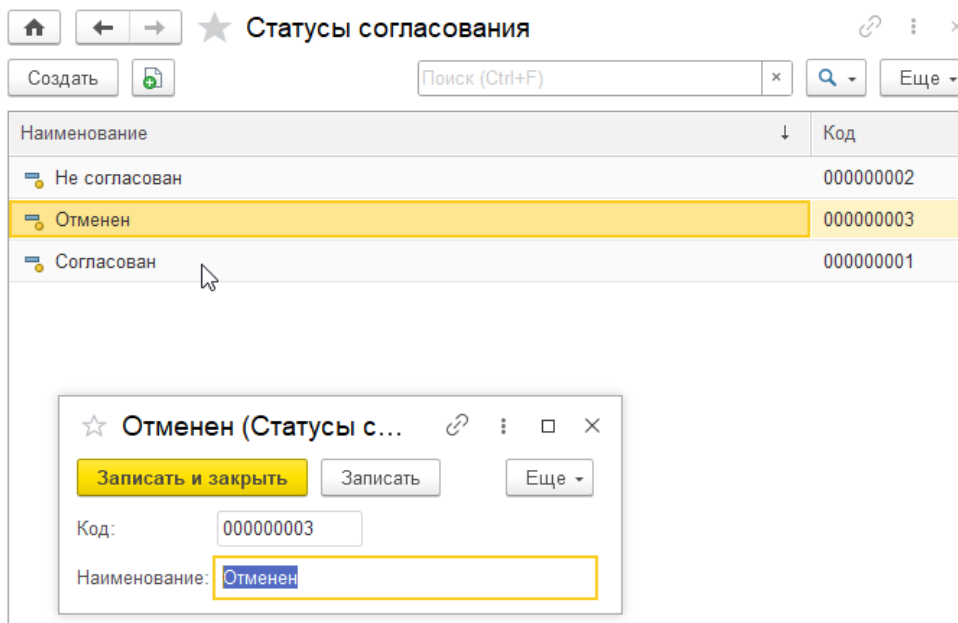 Статусы согласования
Создать Поиск (Ctrl+F) × Еще
Наименование ↓ Код
Не согласован 000000002
Отменен 000000003
Согласован 000000001
Отменен (Статусы с...
Записать и закрыть Записать Еще
Код: 000000003
Наименование: Отменен